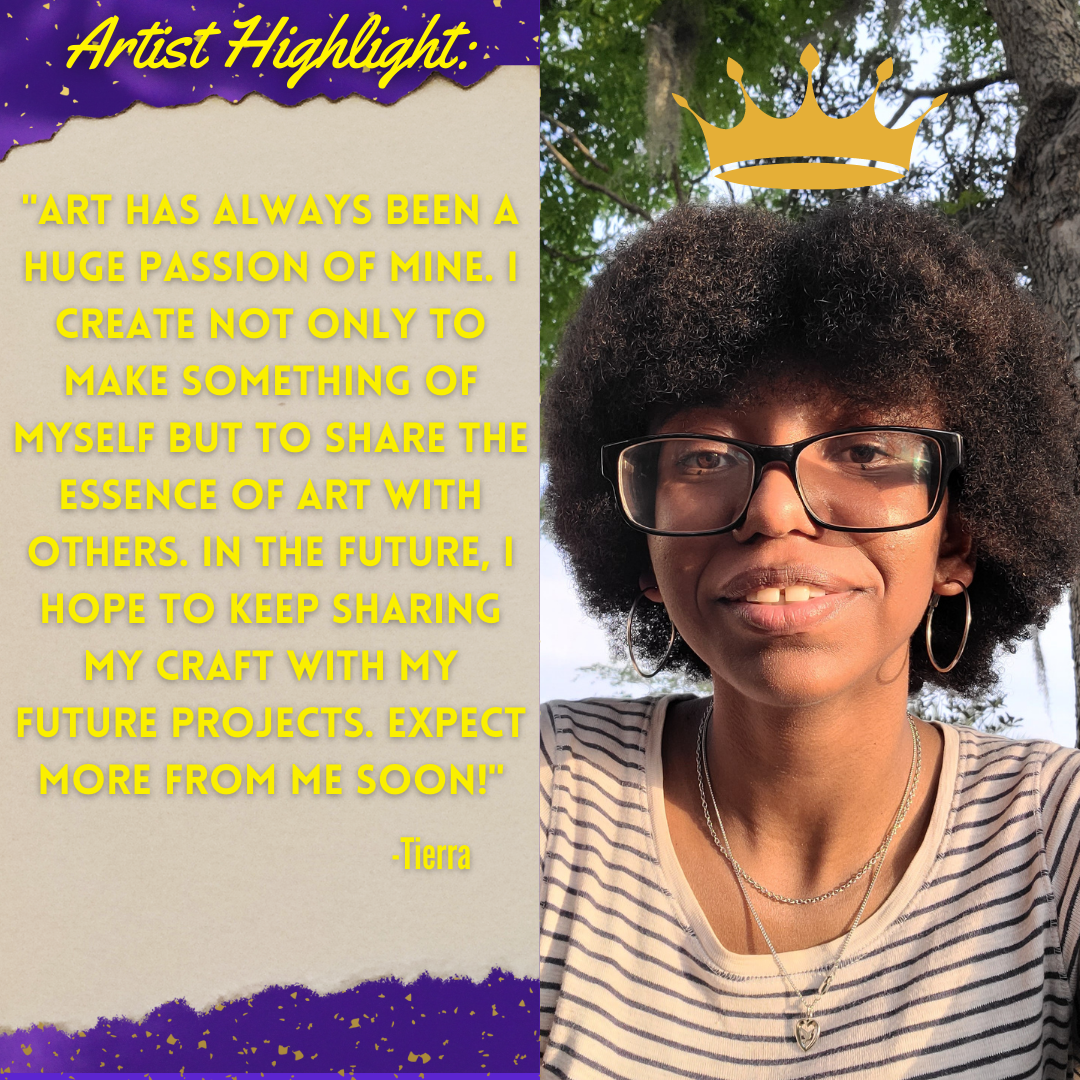 Artist Highlight:
"ART HAS ALWAYS BEEN A
HUGE PASSION OF MINE. I
CREATE NOT ONLY TO
MAKE SOMETHING OF
MYSELF BUT TO SHARE THE
ESSENCE OF ART WITH
OTHERS. IN THE FUTURE, I
HOPE TO KEEP SHARING
MY CRAFT WITH MY
FUTURE PROJECTS. EXPECT
MORE FROM ME SOON!"
-Tierra